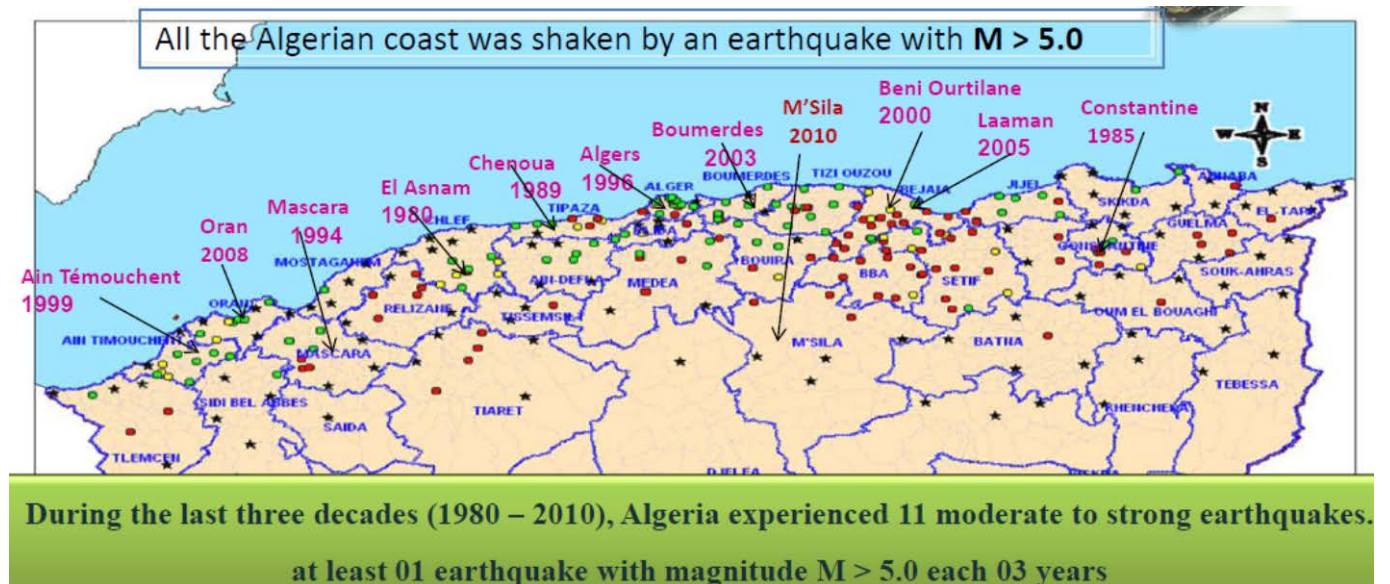 All the Algerian coast was shaken by an earthquake with M > 5.0
Beni Ourtilane
2000
M'Sila
2010
Constantine
1985
Laaman
2005
Boumerdes
2003
Algers
1996
Chenoua
1989
El Asnam
1980
Mascara
1994
Oran
2008
Ain Témouchent
1999
N
W E
S
TIZI OUZOU
BOUMERDES
ALGER
BEJAIA
JIJEL
SKIKDA
ANNABA
EL-TARF
GUELMA
TIPAZA
CHLEF
BLIDA
CONSTANTINE
SOUK-AHRAS
MOSTAGANEM
BOUIRA
BBA
SETIF
AIN-DEFLA
MEDEA
ORAN
RELIZANE
TISSEMSILT
OUM EL BOUAGHI
AIN TIMOUCHENT
MASCARA
M'SILA
BATNA
TEBESSA
SIDI BEL ABBES
TIARET
KHENCHELA
SAIDA
TLEMCEN
DJELFA
During the last three decades (1980 – 2010), Algeria experienced 11 moderate to strong earthquakes.
at least 01 earthquake with magnitude M > 5.0 each 03 years